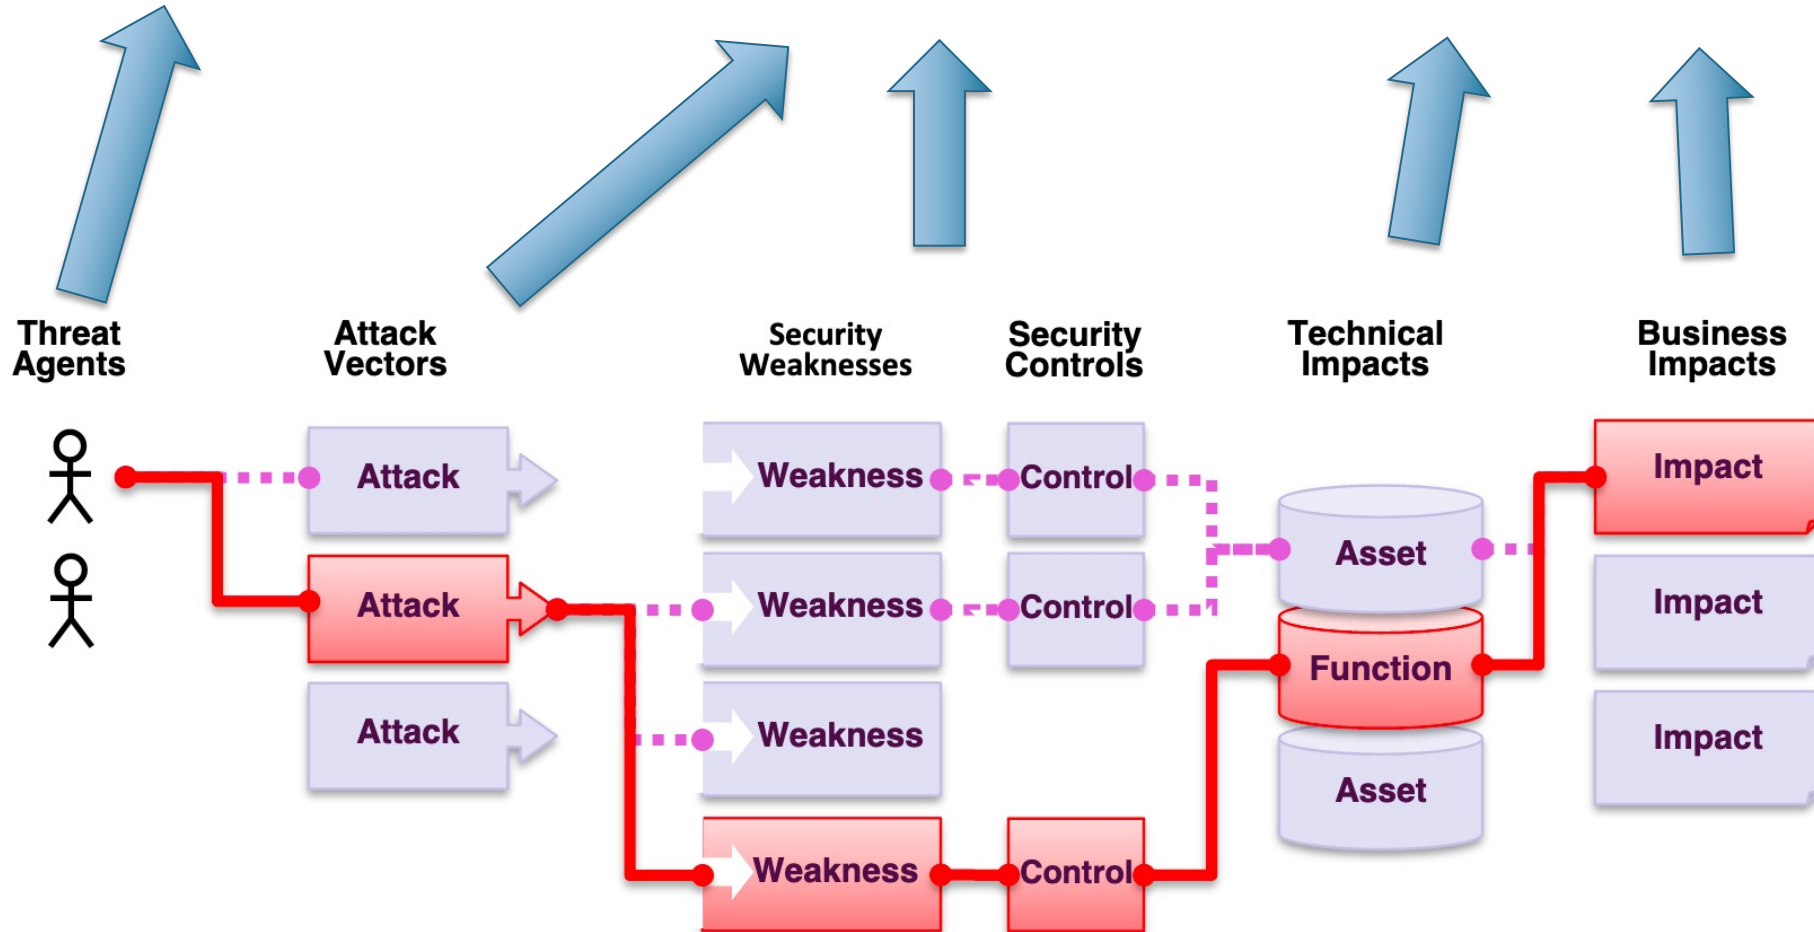 Threat
Agents
Attack
Vectors
Security
Weaknesses
Security
Controls
Technical
Impacts
Business
Impacts
Attack
Weakness
Control
Impact
Asset
Attack
Weakness
Control
Impact
Function
Attack
Weakness
Impact
Asset
Weakness
Control